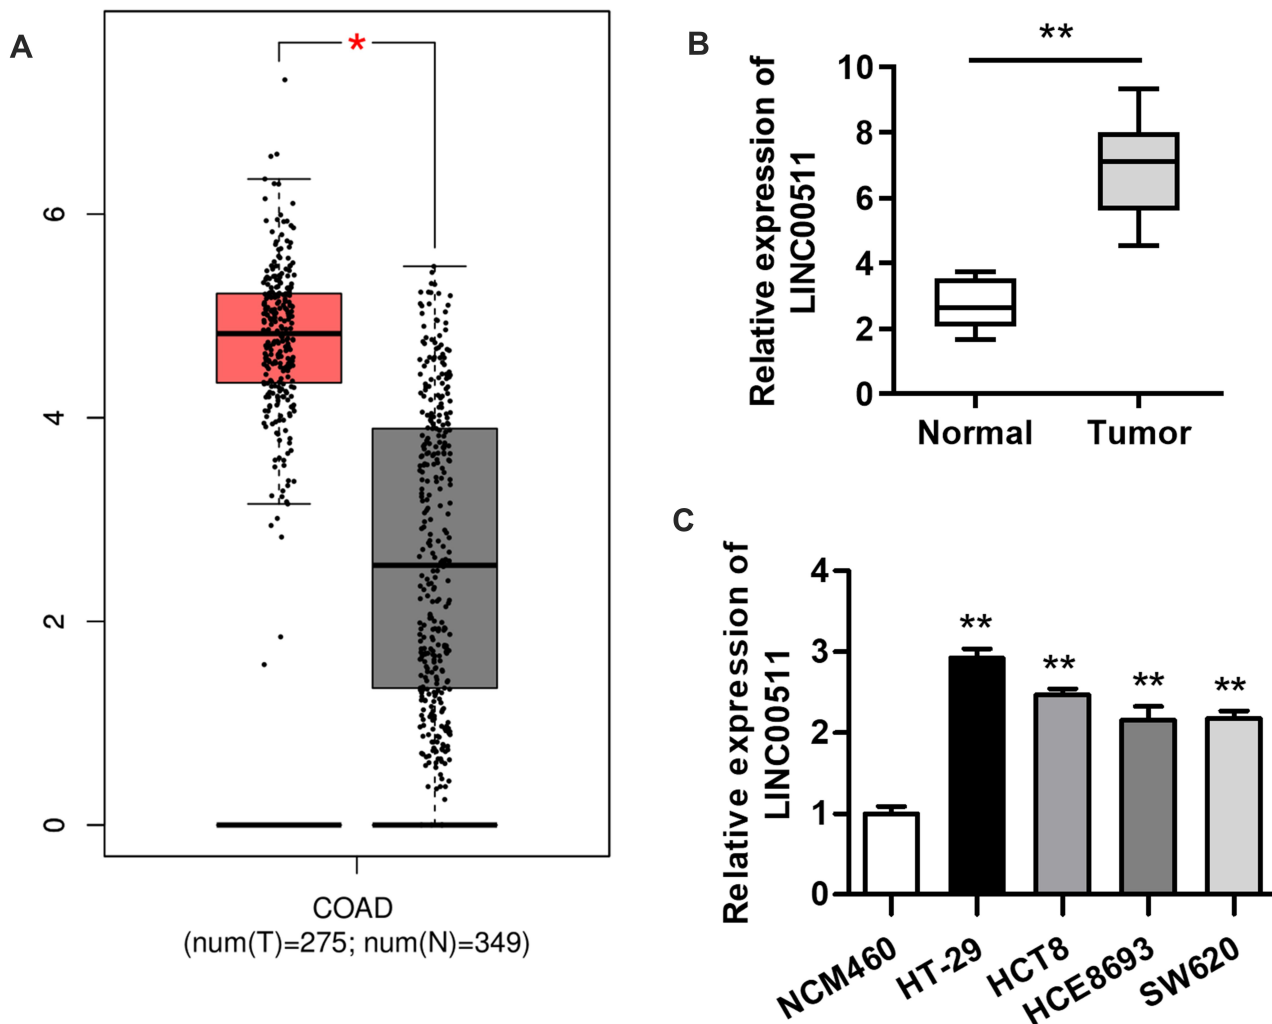 A
*
6
4
2
0
COAD
(num(T)=275; num(N)=349)
B
Relative expression of
LINC00511
**
10
8
6
4
2
0
Normal
Tumor
C
Relative expression of
LINC00511
4
3
2
1
0
**
**
**
**
NCM460
HT-29
HCT8
HCE8693
SW620